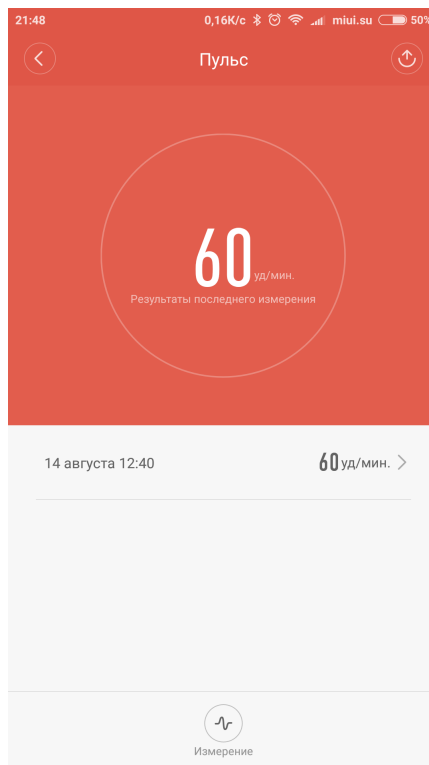 21:48 0,16K/c miui.su 50%
Пульс
60 уд/мин.
Результаты последнего измерения
14 августа 12:40 60 уд/мин.
Измерение